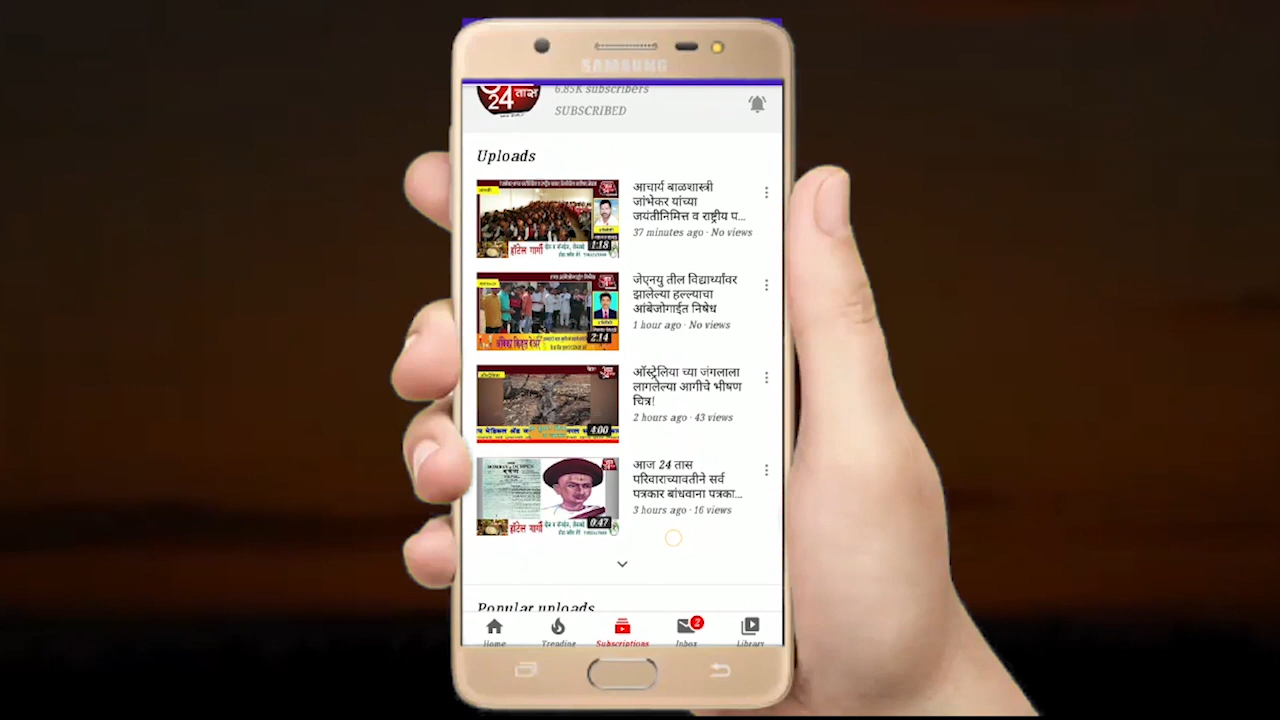 SAMSUNG
24 तास
6.85K subscribers
SUBSCRIBED
Uploads
आचार्य बाळशास्त्री
जांभेकर यांच्या
जयंतीनिमित्त व राष्ट्रीय प...
37 minutes ago · No views
1:18
हॉटेल गार्गी
जेएनयु तील विद्यार्थ्यांवर
झालेल्या हल्ल्याचा
आंबेजोगाईत निषेध
1 hour ago · No views
2:14
ऑस्ट्रेलिया च्या जंगलाला
लागलेल्या आगीचे भीषण
चित्र!
2 hours ago · 43 views
4:00
आज 24 तास
परिवाराच्यावतीने सर्व
पत्रकार बांधवाना पत्रका...
3 hours ago · 16 views
0:47
हॉटेल गार्गी
Popular uploads
2
Home Trending Subscriptions Inbox Library